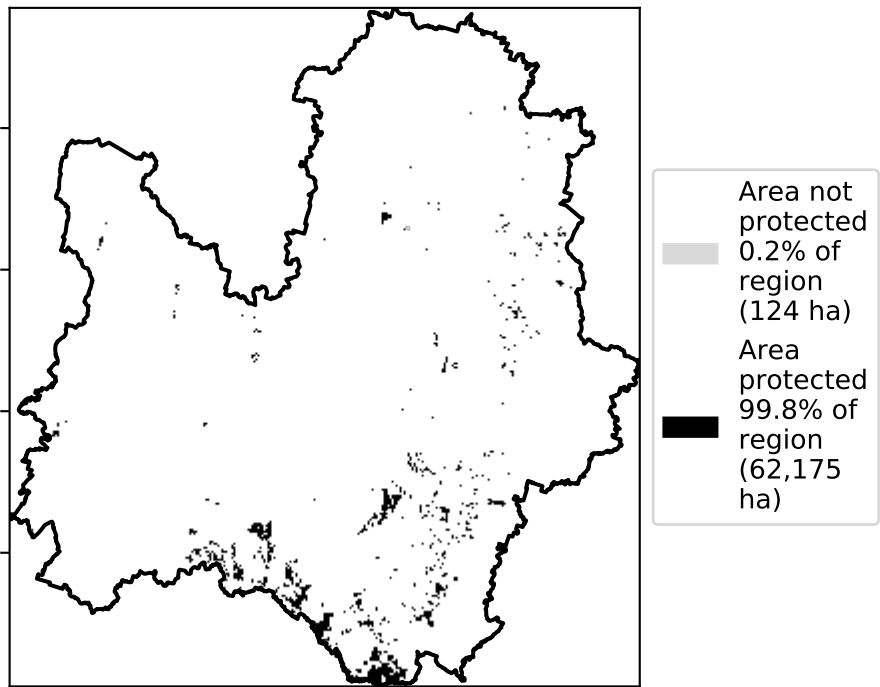 Area not
protected
0.2% of
region
(124 ha)
Area
protected
99.8% of
region
(62,175
ha)